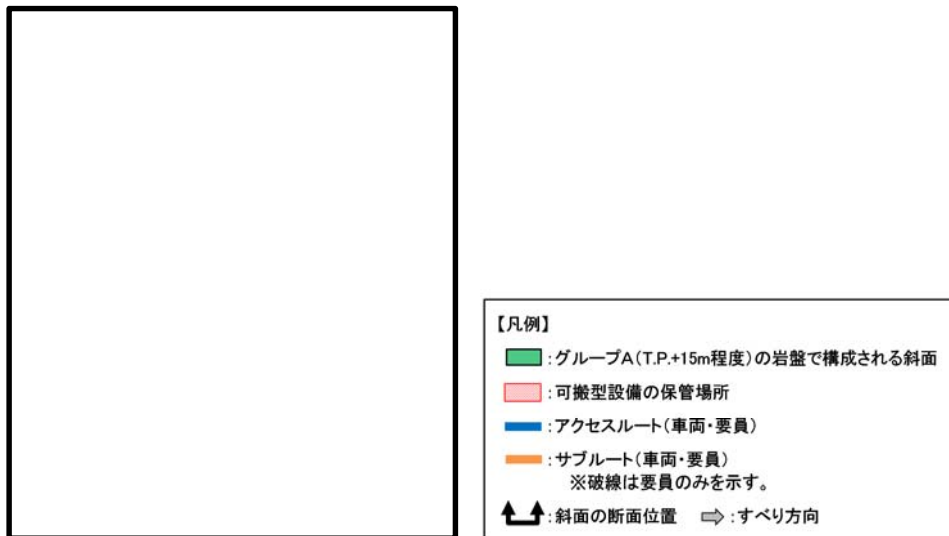 【凡例】
:グループA(T.P.+15m程度)の岩盤で構成される斜面
:可搬型設備の保管場所
:アクセスルート(車両・要員)
:サブルート(車両・要員)
※破線は要員のみを示す。
:斜面の断面位置 :すべり方向